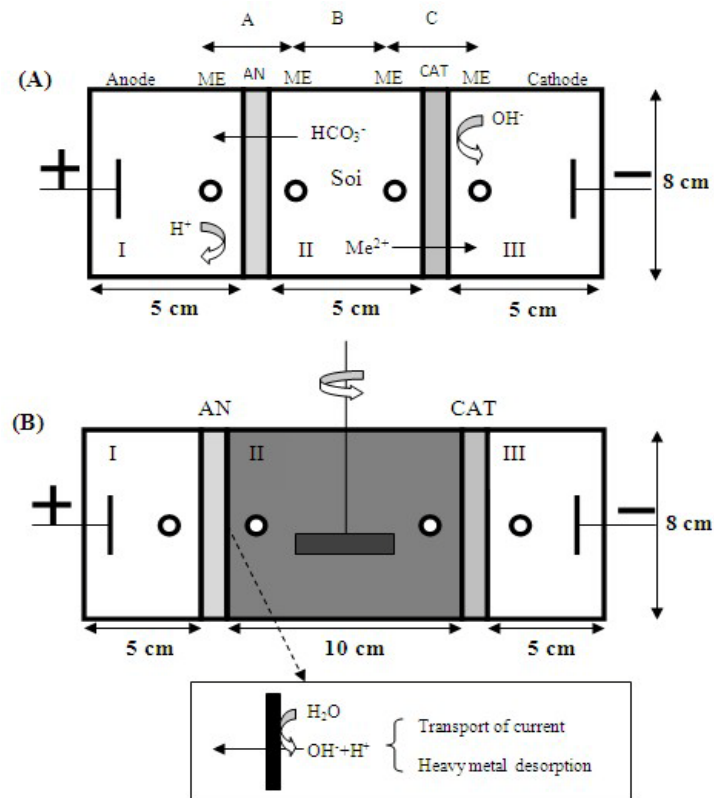 A B C
(A) Anode ME AN ME ME CAT ME Cathode
HCO₃⁻ OH⁻
+ Soi − 8 cm
H⁺
I II Me²⁺ III
5 cm 5 cm 5 cm
(B) AN CAT
I II III
+ − 8 cm
5 cm 10 cm 5 cm
H₂O Transport of current
OH⁻+H⁺
Heavy metal desorption